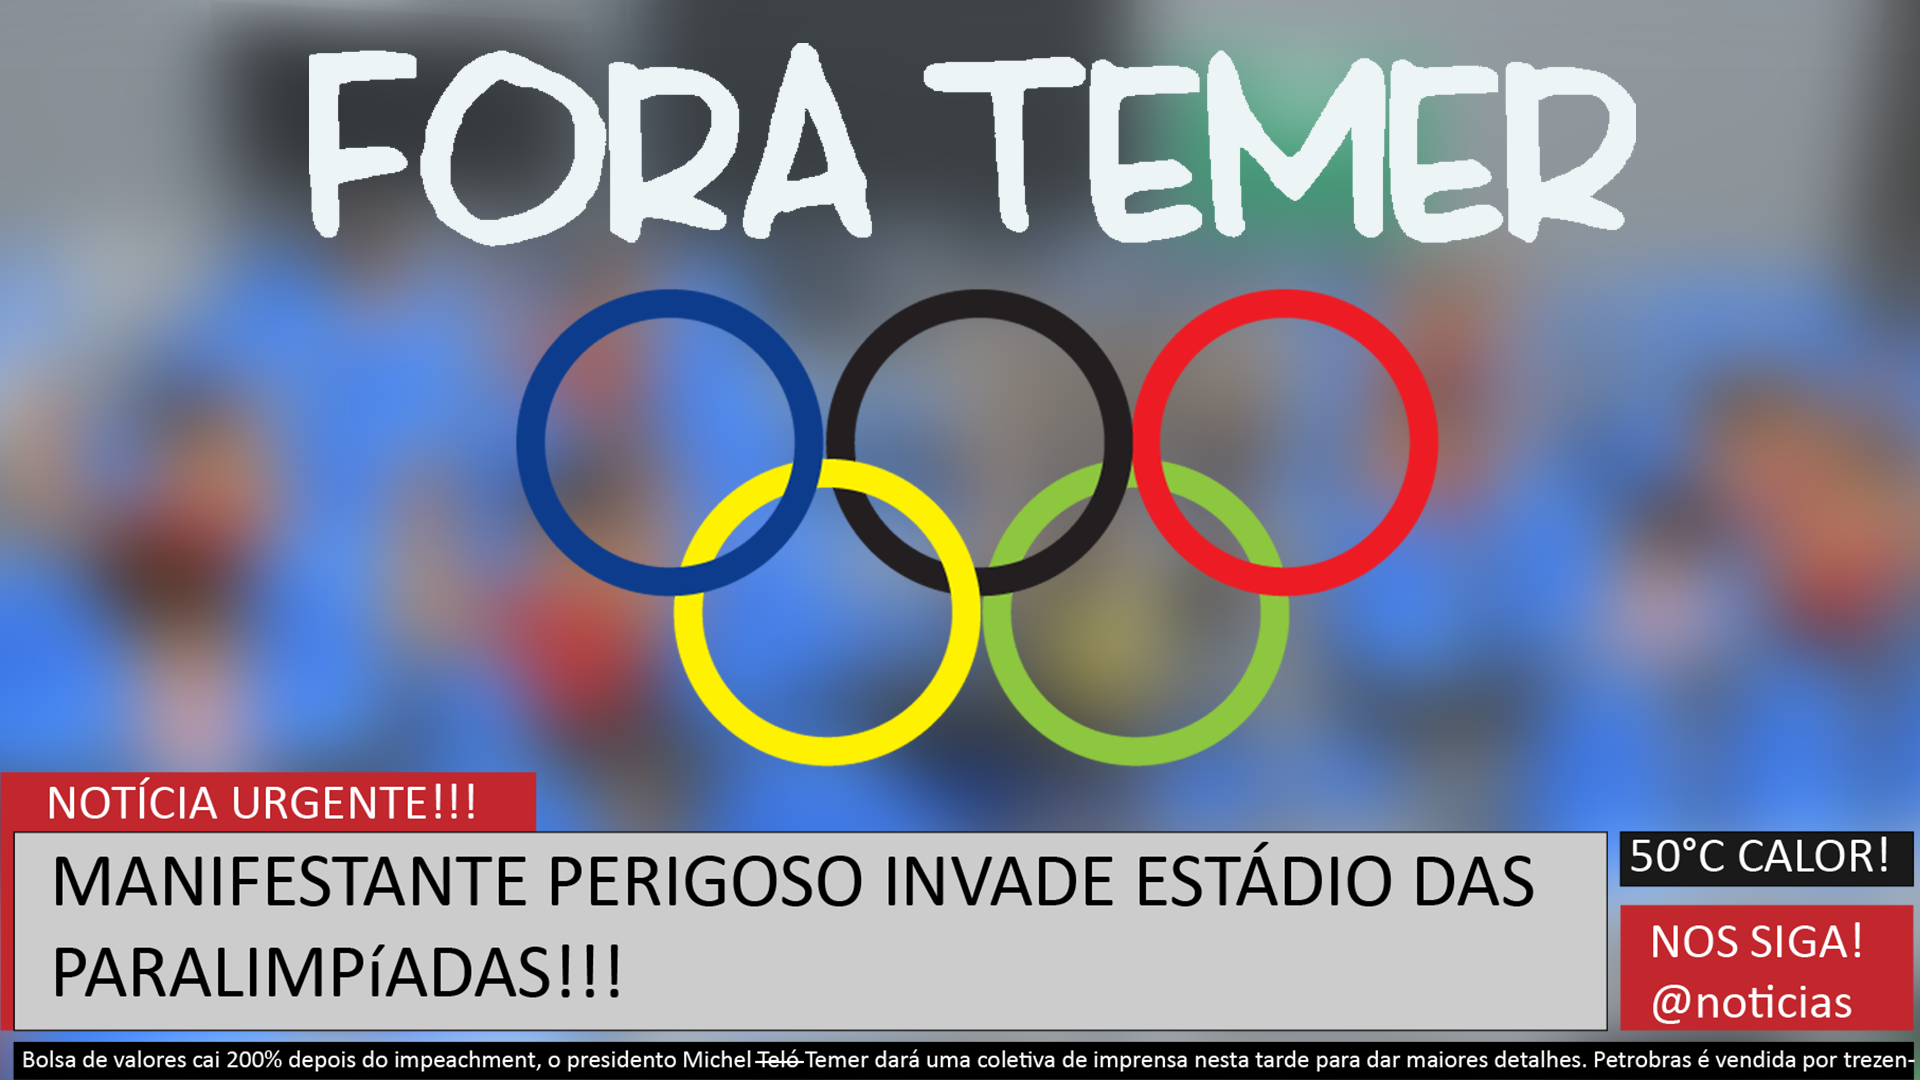 FORA TEMER
NOTÍCIA URGENTE!!!
MANIFESTANTE PERIGOSO INVADE ESTÁDIO DAS
PARALIMPíADAS!!!
50°C CALOR!
NOS SIGA!
@noticias
Bolsa de valores cai 200% depois do impeachment, o presidento Michel Teló Temer dará uma coletiva de imprensa nesta tarde para dar maiores detalhes. Petrobras é vendida por trezen-